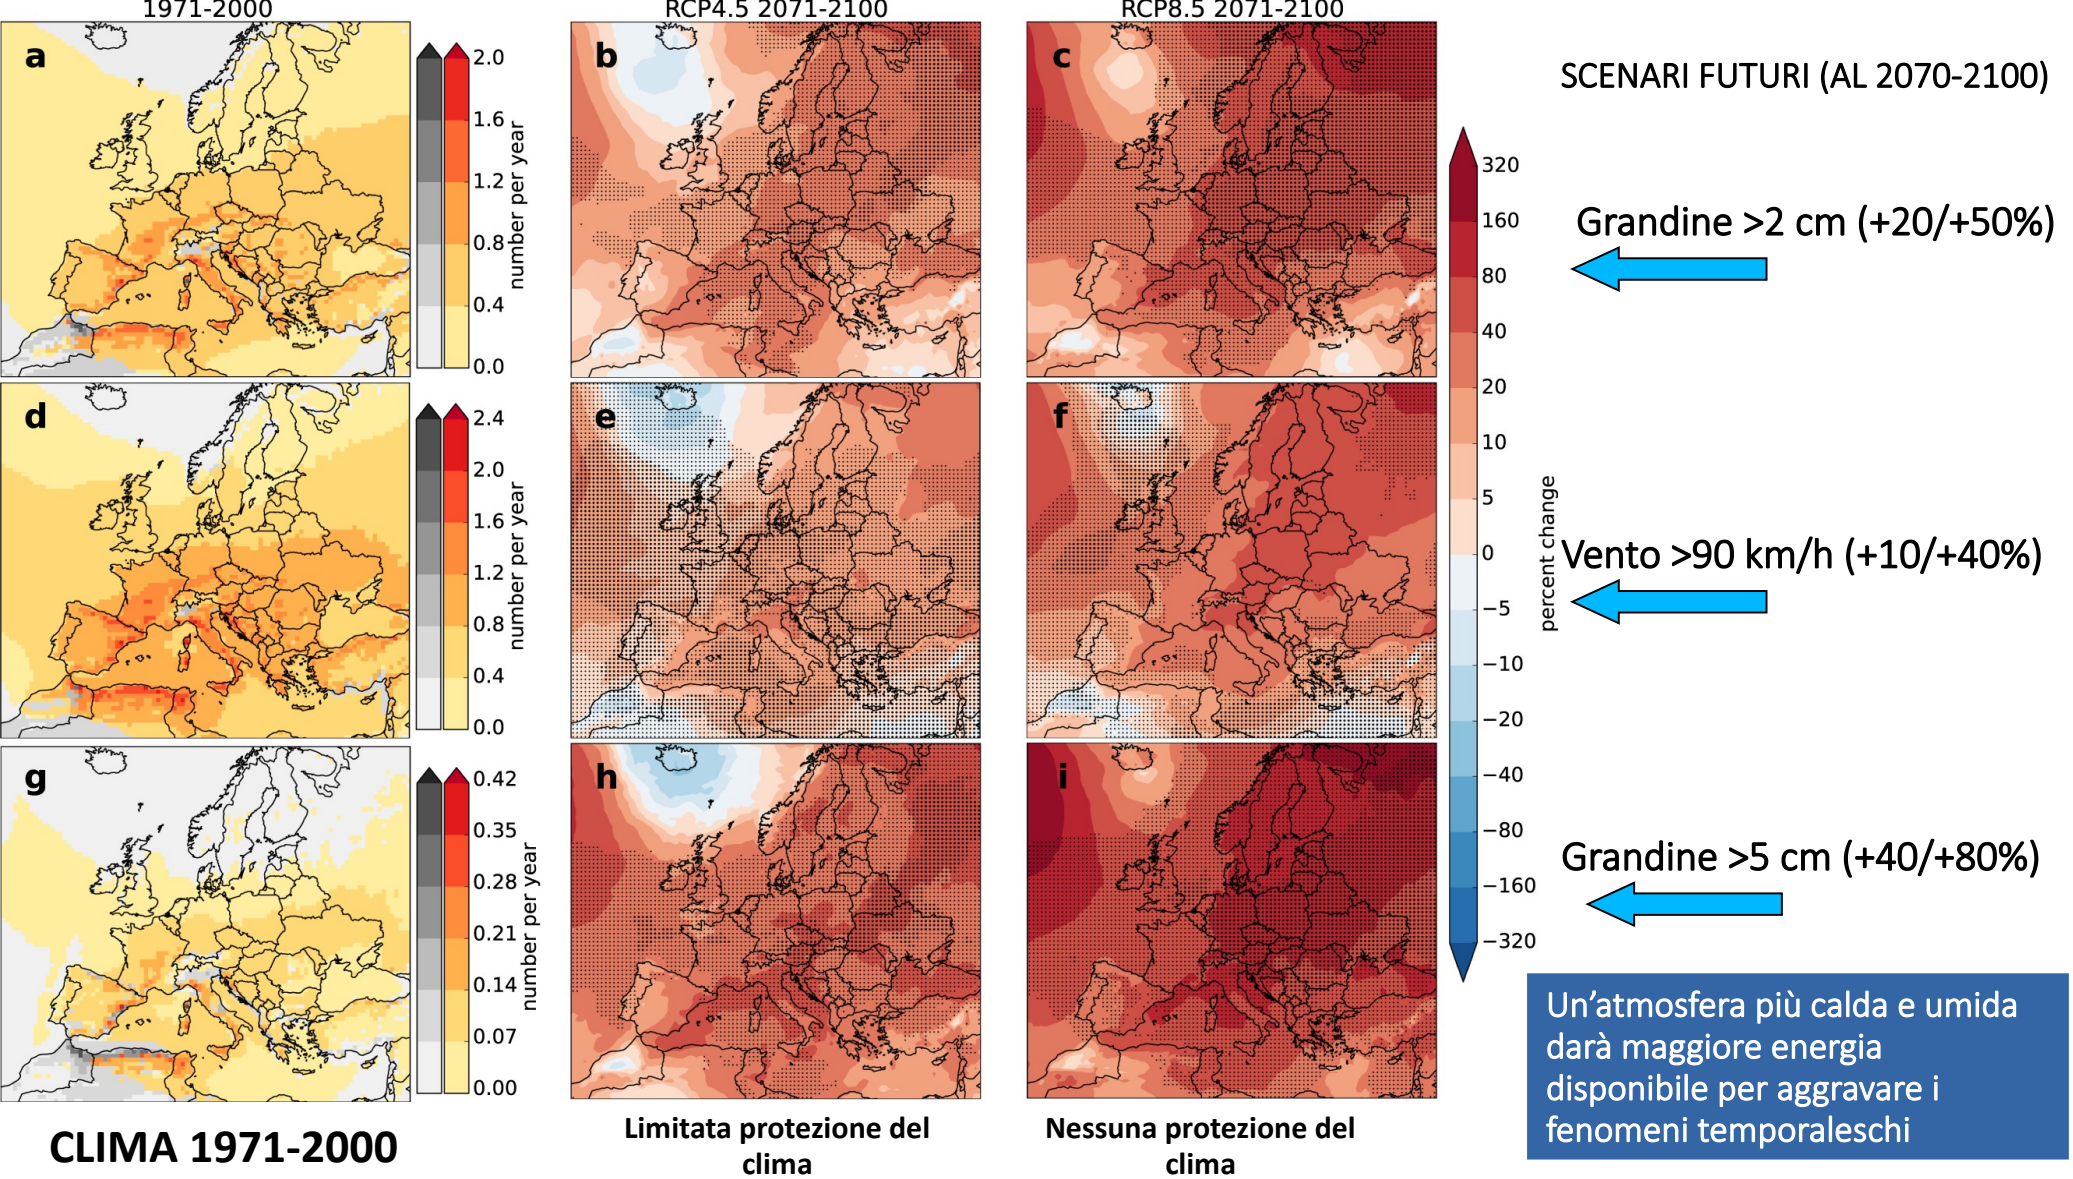 1971-2000
RCP4.5 2071-2100
RCP8.5 2071-2100
SCENARI FUTURI (AL 2070-2100)
a
2.0
1.6
1.2
0.8
0.4
0.0
number per year
b
c
320
160
80
40
20
10
5
0
−5
−10
−20
−40
−80
−160
−320
percent change
Grandine >2 cm (+20/+50%)
d
2.4
2.0
1.6
1.2
0.8
0.4
0.0
number per year
e
f
Vento >90 km/h (+10/+40%)
g
0.42
0.35
0.28
0.21
0.14
0.07
0.00
number per year
h
i
Grandine >5 cm (+40/+80%)
Un’atmosfera più calda e umida
darà maggiore energia
disponibile per aggravare i
fenomeni temporaleschi
CLIMA 1971-2000
Limitata protezione del
clima
Nessuna protezione del
clima